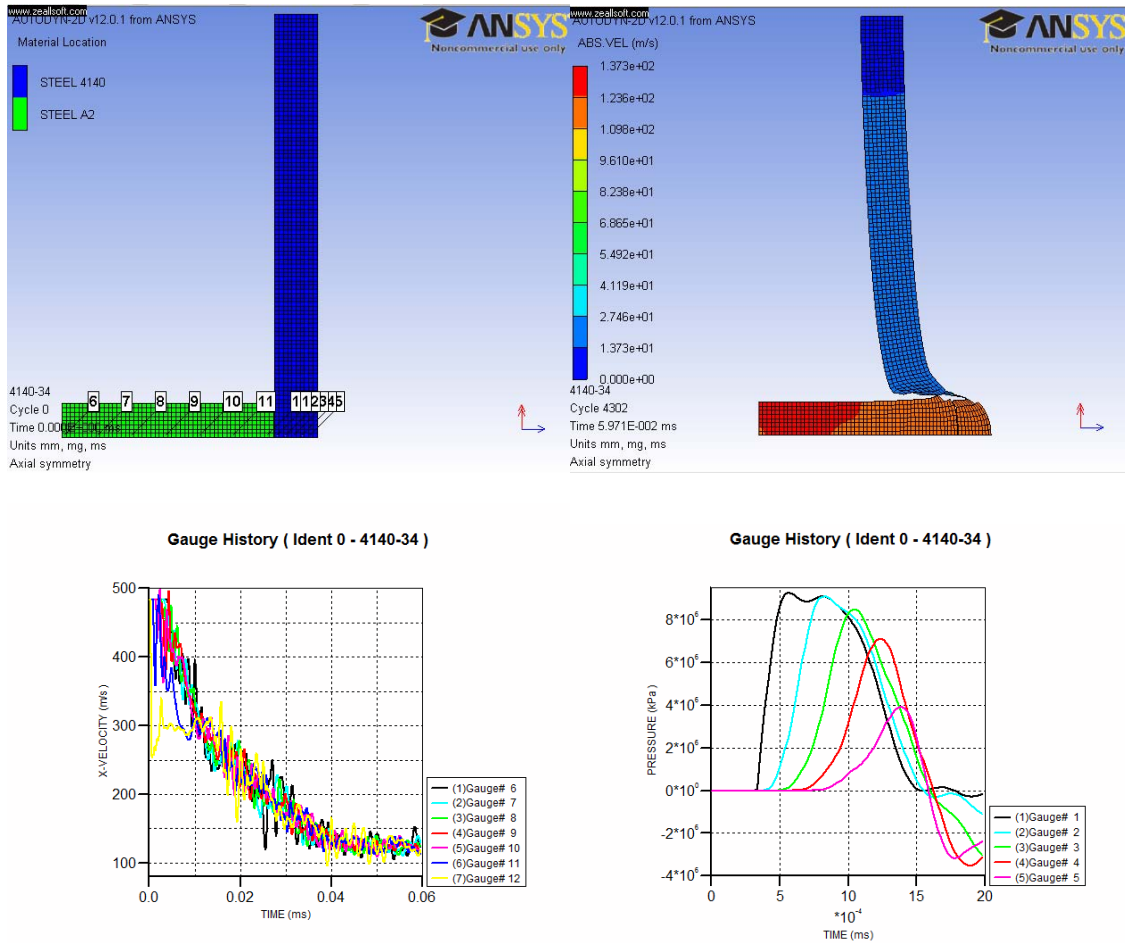 www.zeallsoft.com
AUTODYN-2D v12.0.1 from ANSYS
Material Location
STEEL 4140
STEEL A2
ANSYS
Noncommercial use only
6 7 8 9 10 11
4140-34
Cycle 0
Units mm, mg, ms
Axial symmetry
www.zeallsoft.com
AUTODYN-2D v12.0.1 from ANSYS
ABS.VEL (m/s)
1.373e+02
1.236e+02
1.098e+02
9.610e+01
8.238e+01
6.865e+01
5.492e+01
4.119e+01
2.746e+01
1.373e+01
0.000e+00
ANSYS
Noncommercial use only
4140-34
Cycle 4302
Time 5.971E-002 ms
Units mm, mg, ms
Axial symmetry
Gauge History ( Ident 0 - 4140-34 )
500
400
300
200
100
X-VELOCITY (m/s)
0.0 0.02 0.04 0.06
TIME (ms)
(1)Gauge# 6
(2)Gauge# 7
(3)Gauge# 8
(4)Gauge# 9
(5)Gauge# 10
(6)Gauge# 11
(7)Gauge# 12
Gauge History ( Ident 0 - 4140-34 )
8*10⁶
6*10⁶
4*10⁶
2*10⁶
0*10⁰
-2*10⁶
-4*10⁶
PRESSURE (kPa)
0 5 10 15 20
*10⁻⁴
TIME (ms)
(1)Gauge# 1
(2)Gauge# 2
(3)Gauge# 3
(4)Gauge# 4
(5)Gauge# 5